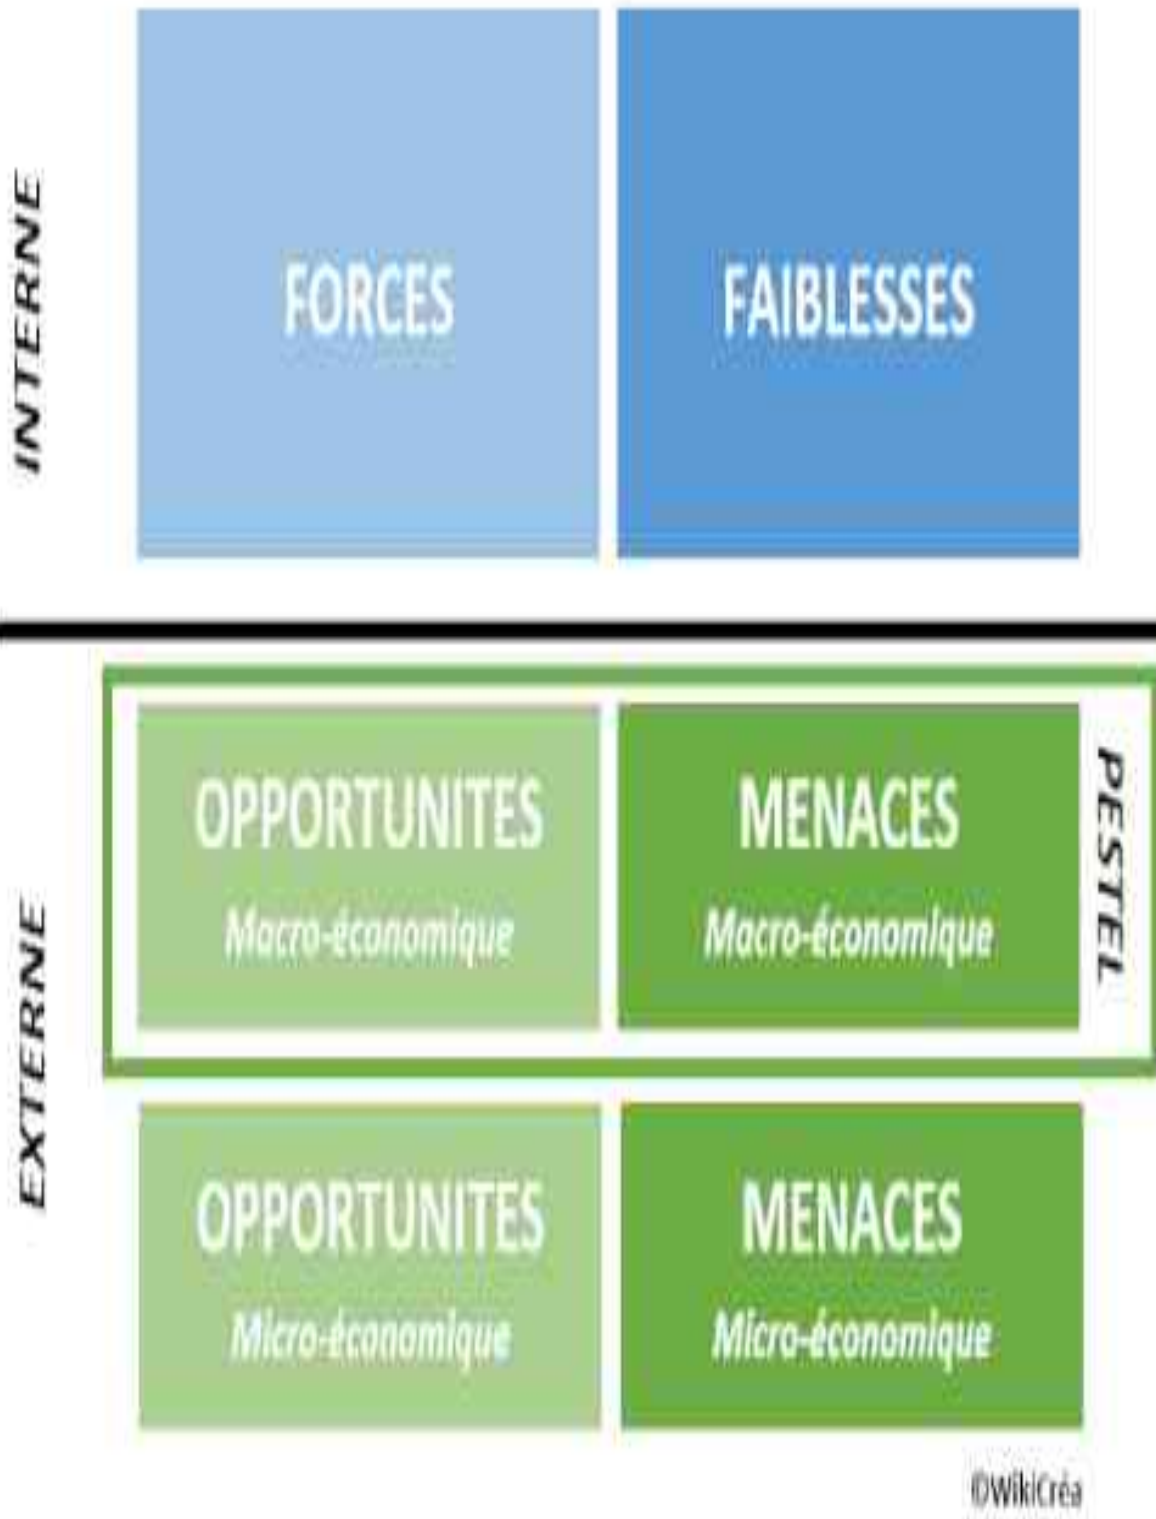 INTERNE
FORCES
FAIBLESSES
EXTERNE
OPPORTUNITES
Macro-économique
MENACES
Macro-économique
PESTEL
OPPORTUNITES
Micro-économique
MENACES
Micro-économique
©WikiCréa